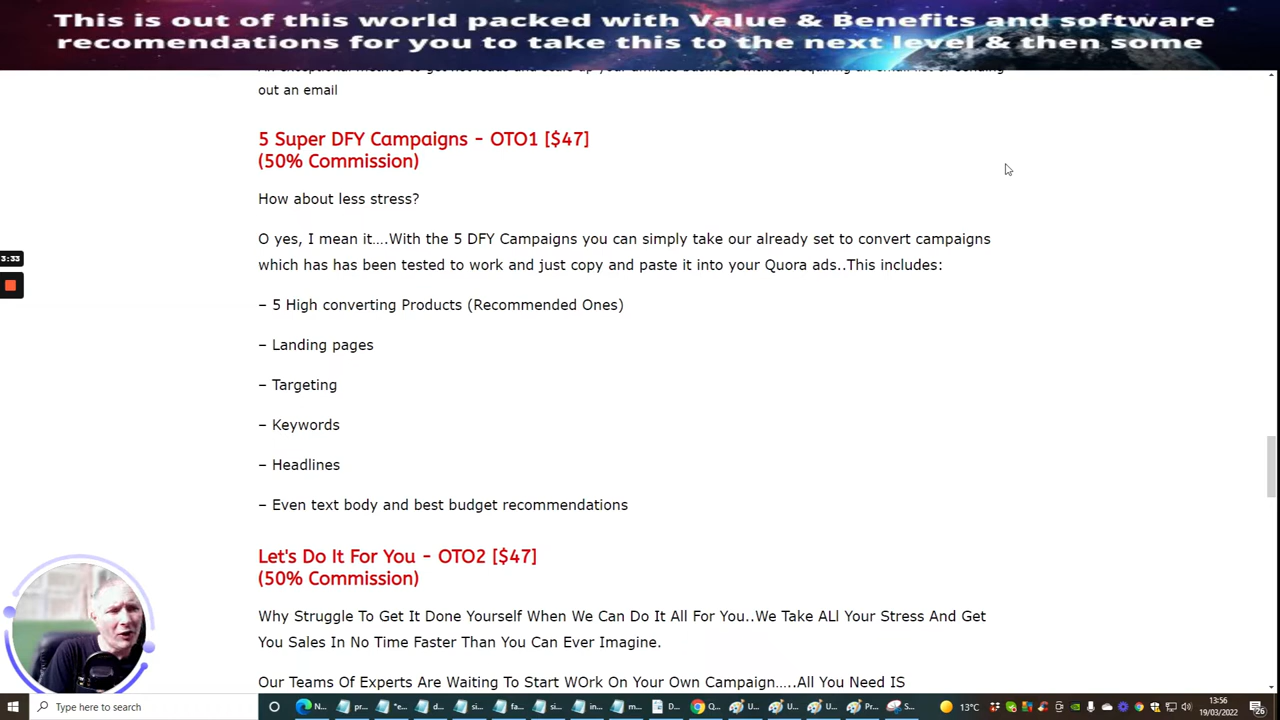 This is out of this world packed with Value & Benefits and software
recomendations for you to take this to the next level & then some
out an email
5 Super DFY Campaigns - OTO1 [$47]
(50% Commission)
How about less stress?
O yes, I mean it....With the 5 DFY Campaigns you can simply take our already set to convert campaigns
which has has been tested to work and just copy and paste it into your Quora ads..This includes:
– 5 High converting Products (Recommended Ones)
– Landing pages
– Targeting
– Keywords
– Headlines
– Even text body and best budget recommendations
Let's Do It For You - OTO2 [$47]
(50% Commission)
Why Struggle To Get It Done Yourself When We Can Do It All For You..We Take ALl Your Stress And Get
You Sales In No Time Faster Than You Can Ever Imagine.
Our Teams Of Experts Are Waiting To Start WOrk On Your Own Campaign.....All You Need IS
3:33
Type here to search
13°C
13:56
19/03/2022
26